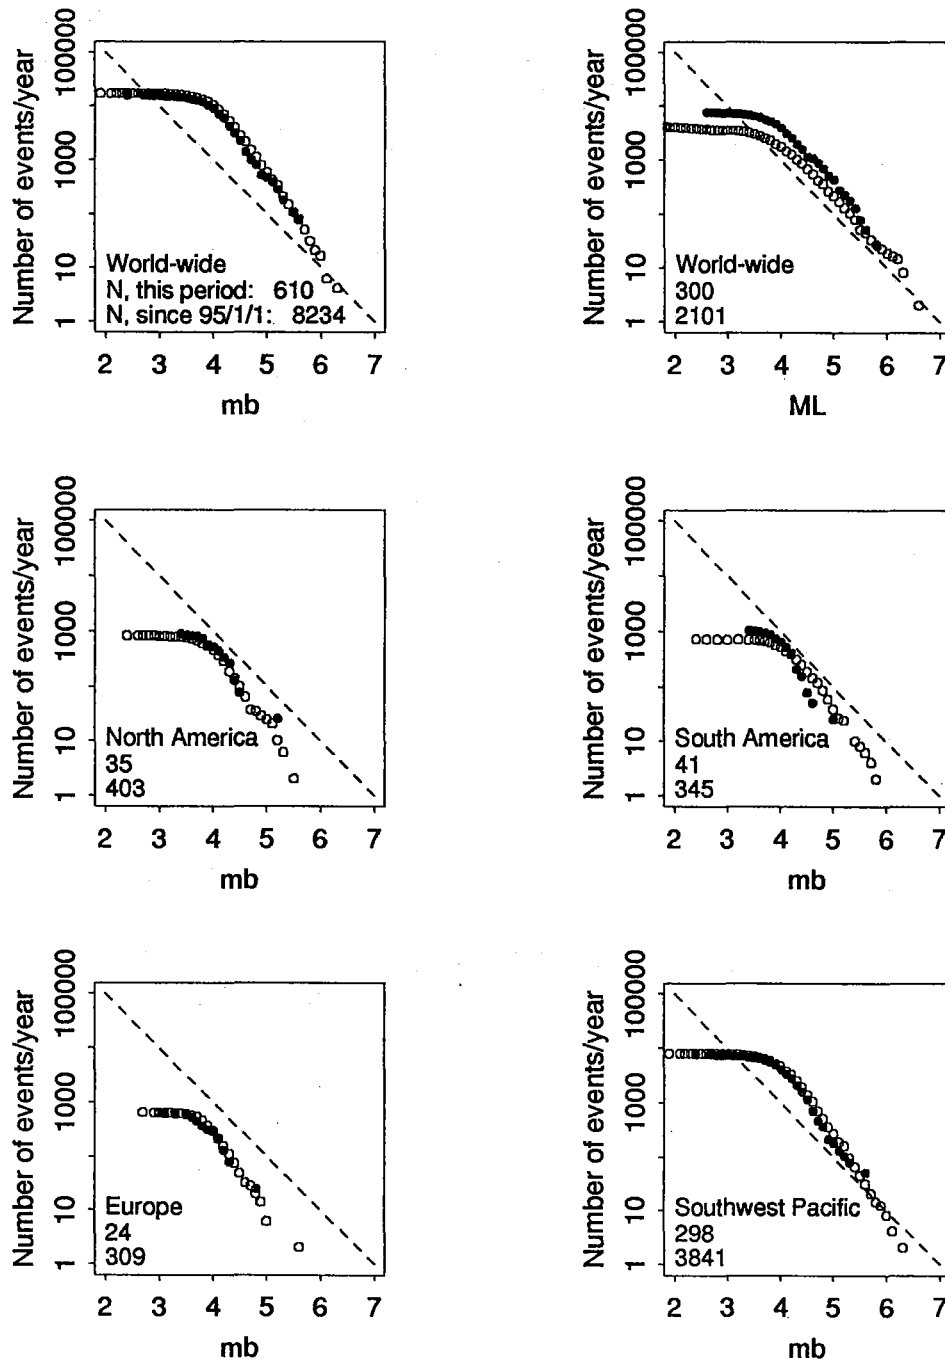 Number of events/year
100000
1000
10
1
World-wide
N, this period: 610
N, since 95/1/1: 8234
2 3 4 5 6 7
mb
Number of events/year
100000
1000
10
1
World-wide
300
2101
2 3 4 5 6 7
ML
Number of events/year
100000
1000
10
1
North America
35
403
2 3 4 5 6 7
mb
Number of events/year
100000
1000
10
1
South America
41
345
2 3 4 5 6 7
mb
Number of events/year
100000
1000
10
1
Europe
24
309
2 3 4 5 6 7
mb
Number of events/year
100000
1000
10
1
Southwest Pacific
298
3841
2 3 4 5 6 7
mb